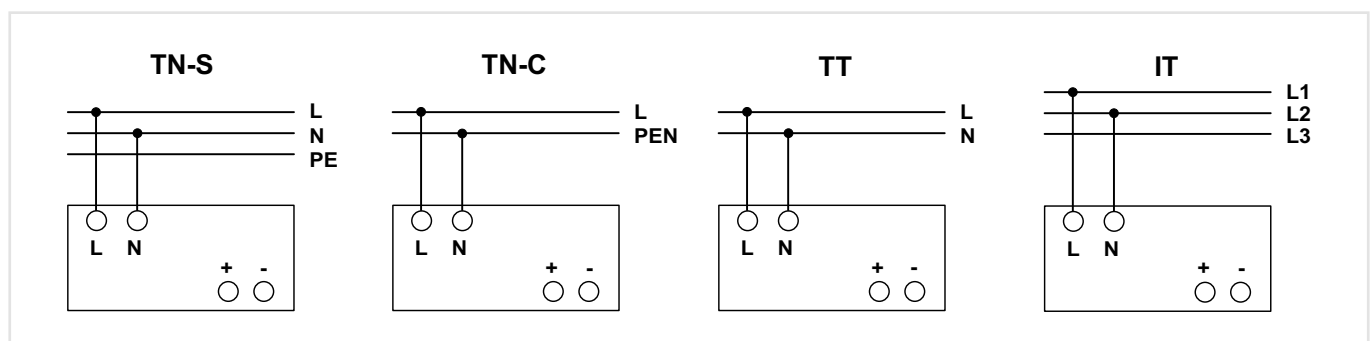 TN-S
L
N
PE
L N
+ -
TN-C
L
PEN
L N
+ -
TT
L
N
L N
+ -
IT
L1
L2
L3
L N
+ -